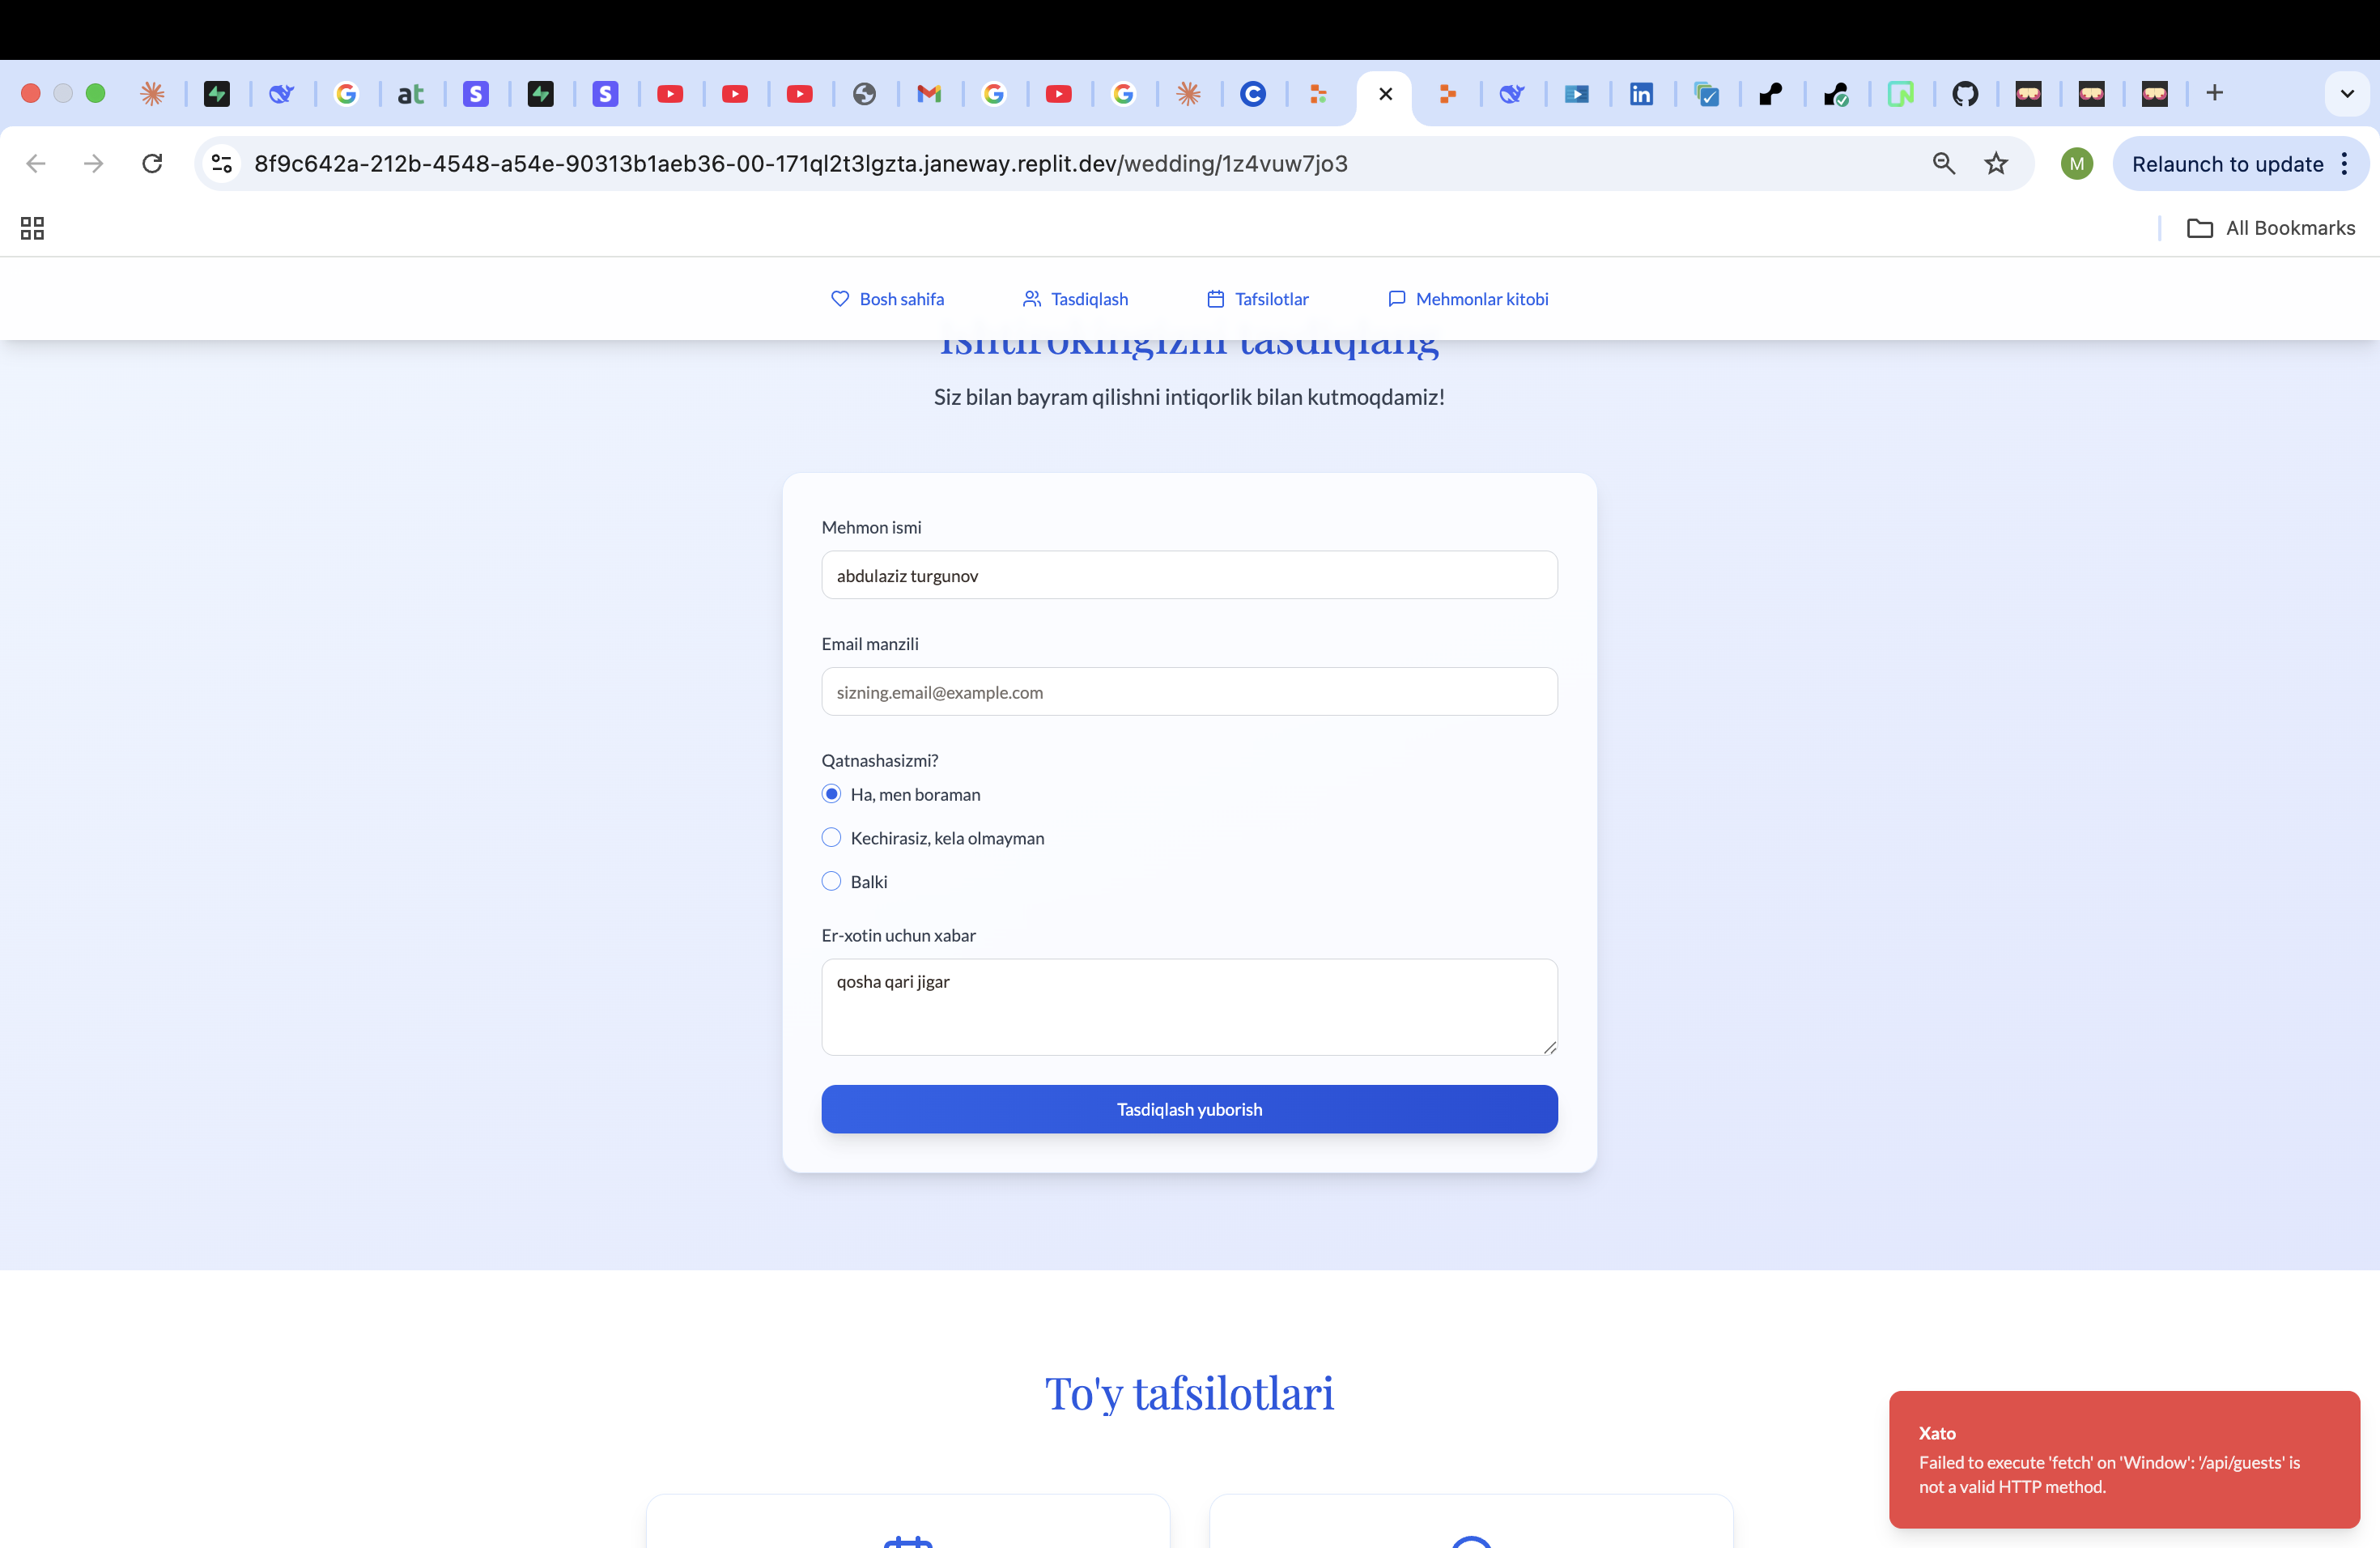 8f9c642a-212b-4548-a54e-90313b1aeb36-00-171ql2t3lgzta.janeway.replit.dev/wedding/1z4vuw7jo3
M
Relaunch to update
All Bookmarks
Bosh sahifa
Tasdiqlash
Tafsilotlar
Mehmonlar kitobi
Ishtirokingizni tasdiqlang
Siz bilan bayram qilishni intiqorlik bilan kutmoqdamiz!
Mehmon ismi
abdulaziz turgunov
Email manzili
sizning.email@example.com
Qatnashasizmi?
Ha, men boraman
Kechirasiz, kela olmayman
Balki
Er-xotin uchun xabar
qosha qari jigar
Tasdiqlash yuborish
To'y tafsilotlari
Xato
Failed to execute 'fetch' on 'Window': '/api/guests' is
not a valid HTTP method.